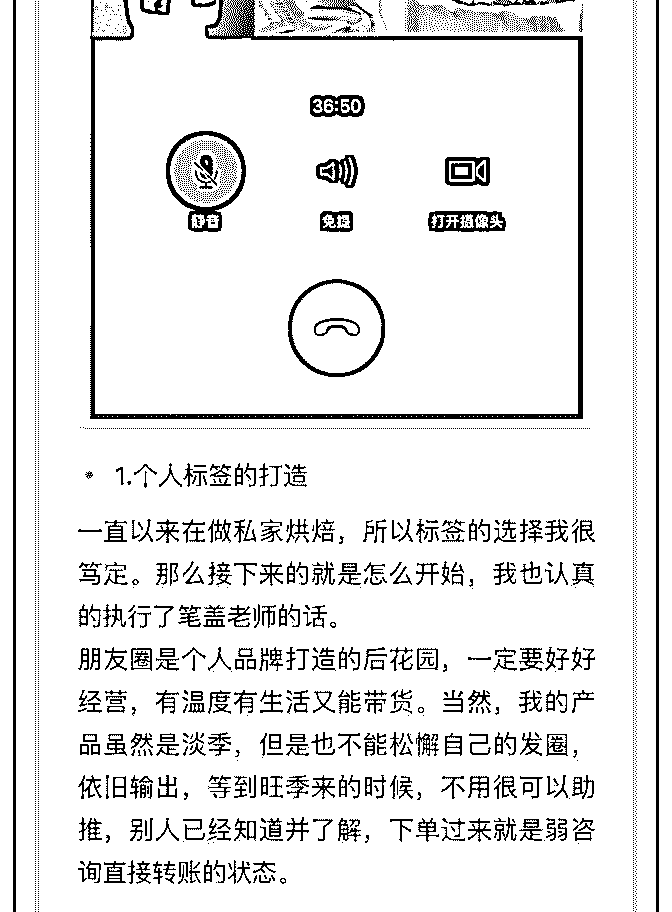 36:50
静音 免提 打开摄像头
1.个人标签的打造
一直以来在做私家烘焙，所以标签的选择我很
笃定。那么接下来的就是怎么开始，我也认真
的执行了笔盖老师的话。
朋友圈是个人品牌打造的后花园，一定要好好
经营，有温度有生活又能带货。当然，我的产
品虽然是淡季，但是也不能松懈自己的发圈，
依旧输出，等到旺季来的时候，不用很可以助
推，别人已经知道并了解，下单过来就是弱咨
询直接转账的状态。